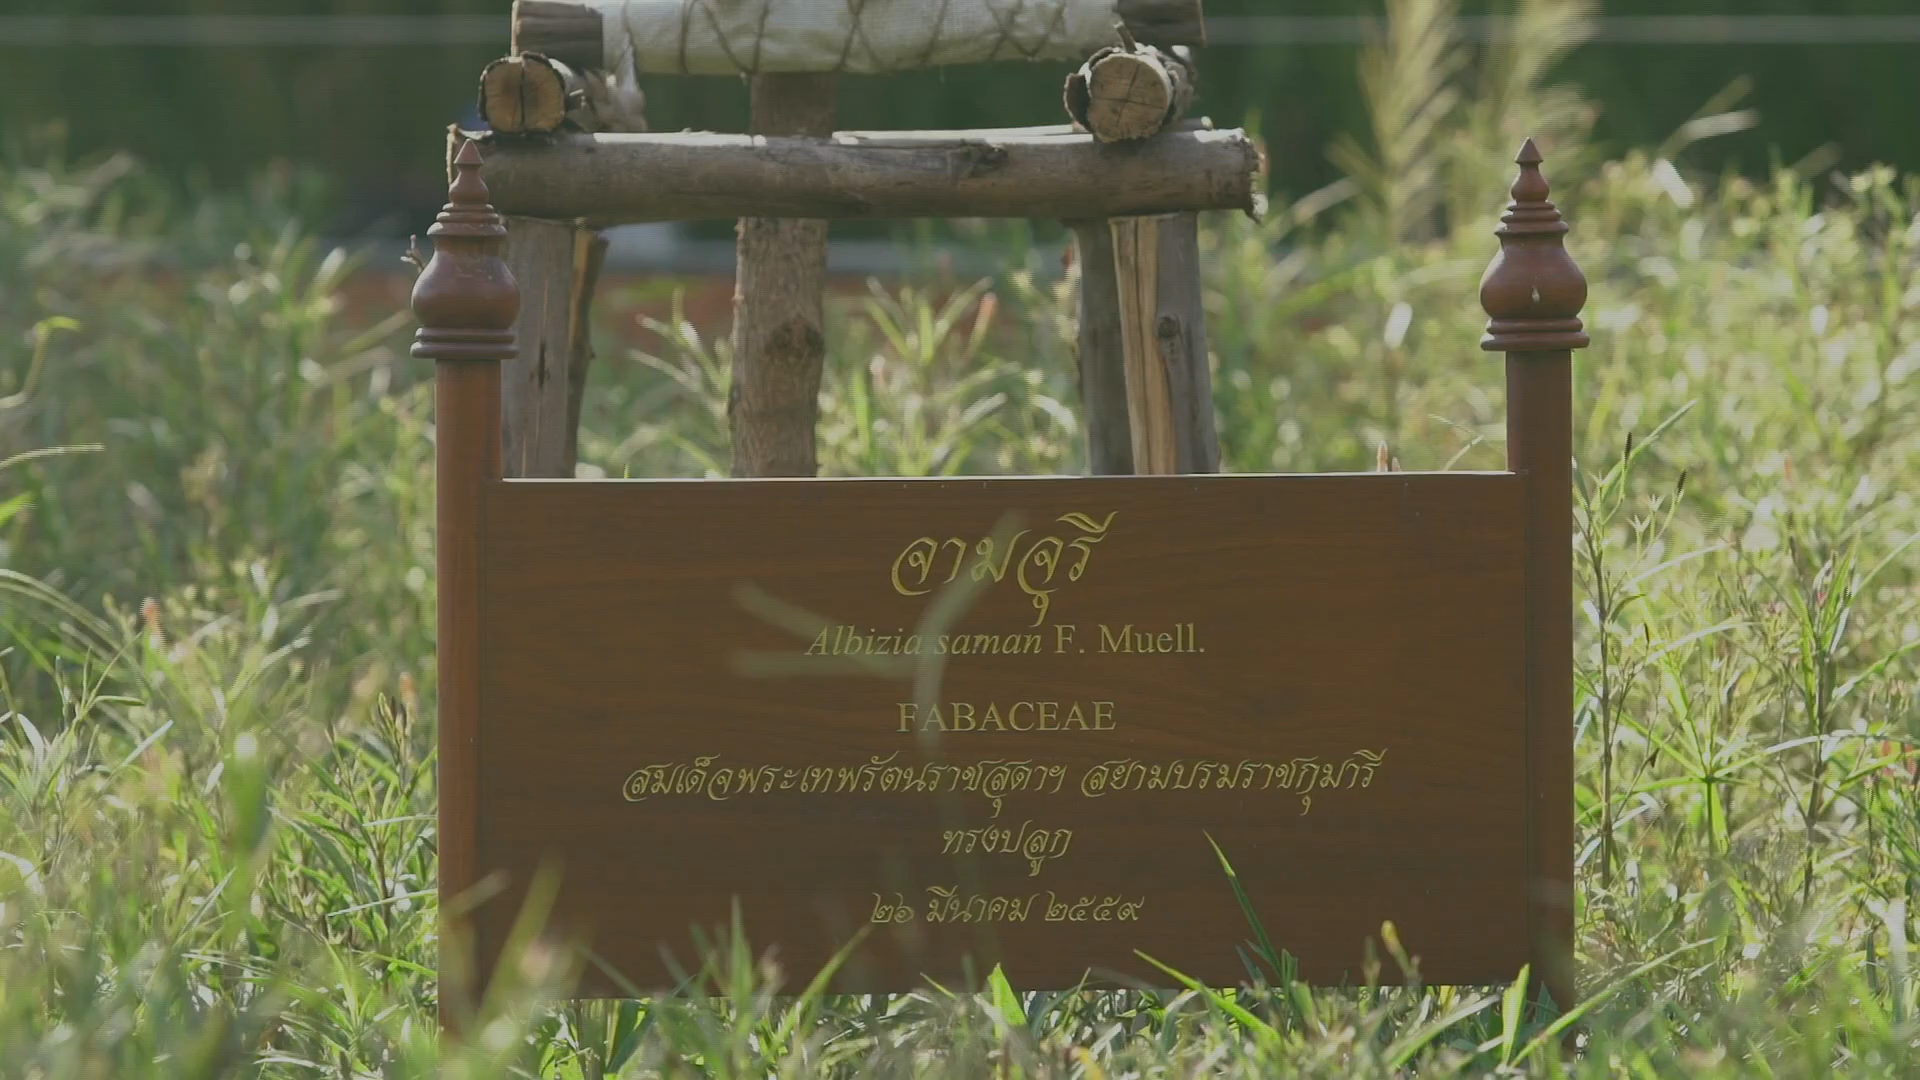 จามจุรี
Albizia saman F. Muell.
FABACEAE
สมเด็จพระเทพรัตนราชสุดาฯ สยามบรมราชกุมารี
ทรงปลูก
๒๖ มีนาคม ๒๕๕๙